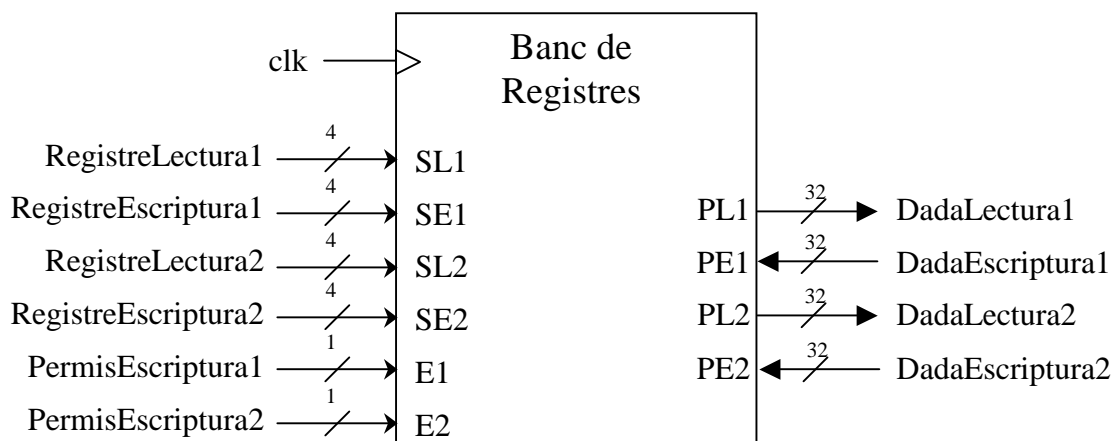 Banc de
Registres
clk
4
RegistreLectura1
SL1
4
RegistreEscriptura1
SE1
4
RegistreLectura2
SL2
4
RegistreEscriptura2
SE2
1
PermisEscriptura1
E1
1
PermisEscriptura2
E2
32
PL1
DadaLectura1
32
PE1
DadaEscriptura1
32
PL2
DadaLectura2
32
PE2
DadaEscriptura2